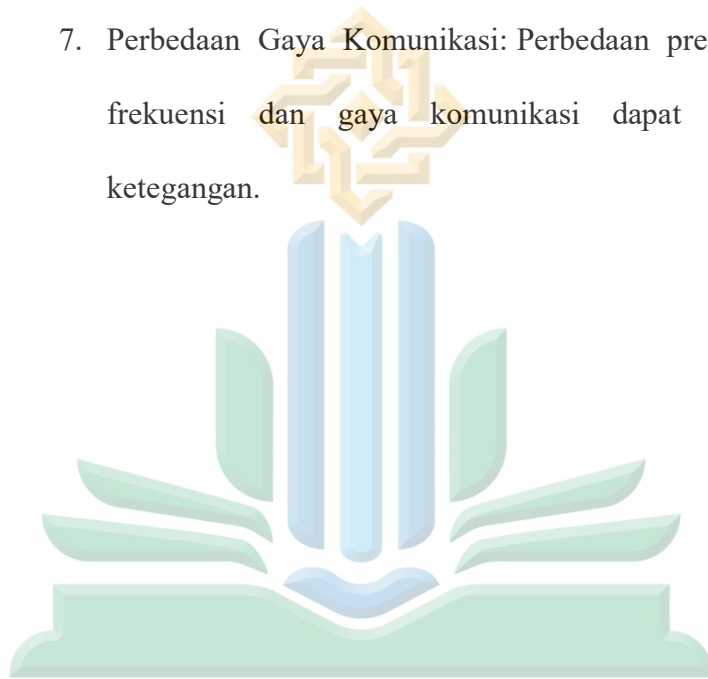 7. Perbedaan Gaya Komunikasi: Perbedaan pre
frekuensi dan gaya komunikasi dapat
ketegangan.